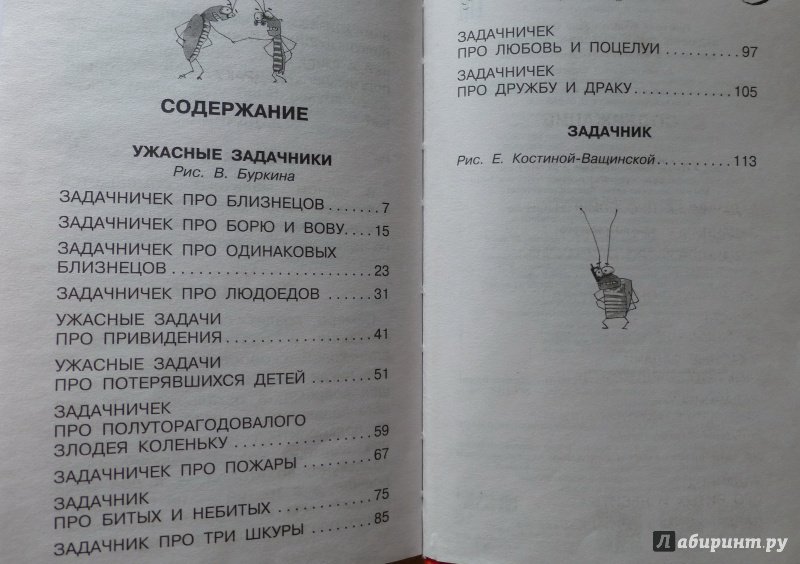 СОДЕРЖАНИЕ
УЖАСНЫЕ ЗАДАЧНИКИ
Рис. В. Буркина
ЗАДАЧНИЧЕК ПРО БЛИЗНЕЦОВ.......7
ЗАДАЧНИЧЕК ПРО БОРЮ И ВОВУ....15
ЗАДАЧНИЧЕК ПРО ОДИНАКОВЫХ
БЛИЗНЕЦОВ....................23
ЗАДАЧНИЧЕК ПРО ЛЮДОЕДОВ.......31
УЖАСНЫЕ ЗАДАЧИ
ПРО ПРИВИДЕНИЯ................41
УЖАСНЫЕ ЗАДАЧИ
ПРО ПОТЕРЯВШИХСЯ ДЕТЕЙ........51
ЗАДАЧНИЧЕК
ПРО ПОЛУТОРАГОДОВАЛОГО
ЗЛОДЕЯ КОЛЕНЬКУ...............59
ЗАДАЧНИЧЕК ПРО ПОЖАРЫ.........67
ЗАДАЧНИК
ПРО БИТЫХ И НЕБИТЫХ...........75
ЗАДАЧНИК ПРО ТРИ ШКУРЫ........85
ЗАДАЧНИЧЕК
ПРО ЛЮБОВЬ И ПОЦЕЛУИ..........97
ЗАДАЧНИЧЕК
ПРО ДРУЖБУ И ДРАКУ...........105
ЗАДАЧНИК
Рис. Е. Костиной-Ващинской...........113
Лабиринт.ру